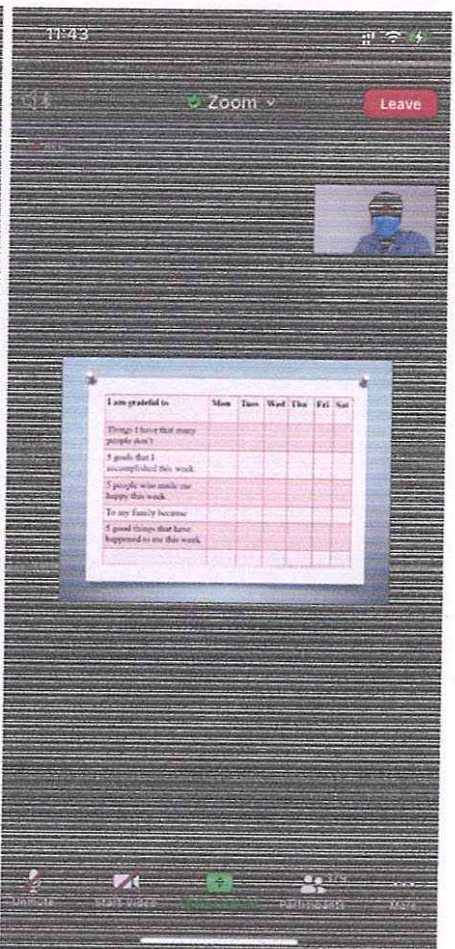 11:43
Zoom
Leave
I am grateful to Mon Tues Wed Thu Fri Sat
Things I have that many
people don't
5 goals that I
accomplished this week
5 people who made me
happy this week
To my family because
5 good things that have
happened to me this week
Unmute Start Video Participants More